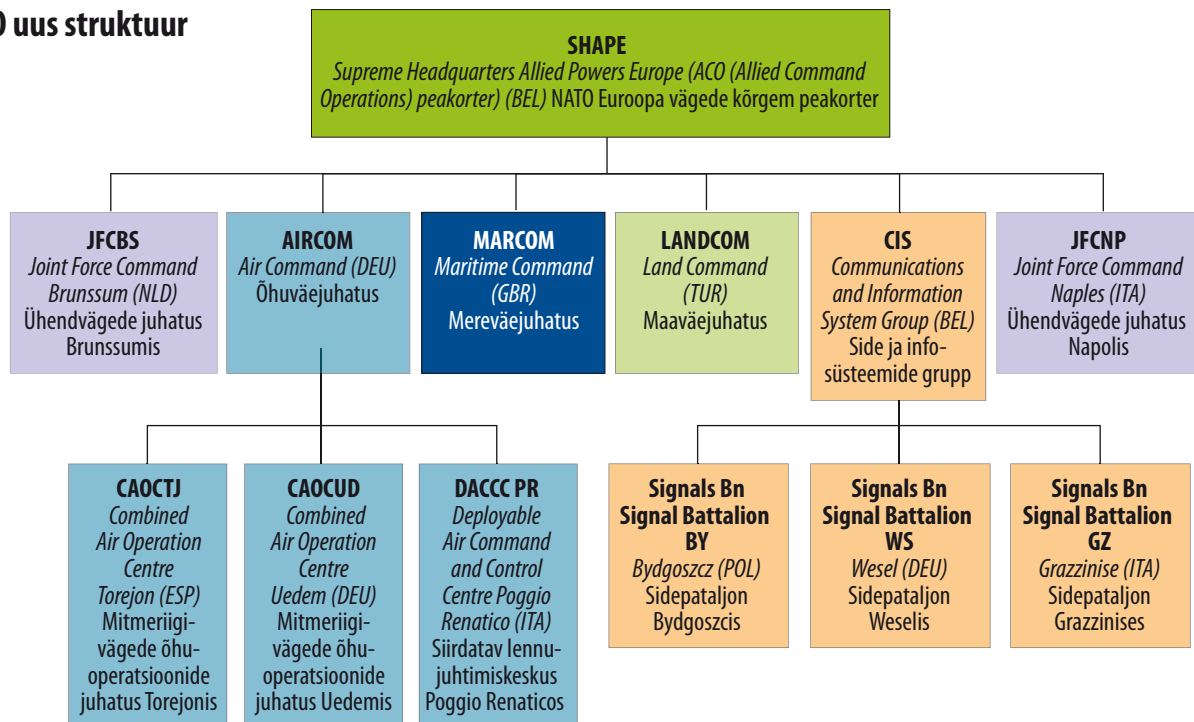 uus struktuur
SHAPE
Supreme Headquarters Allied Powers Europe (ACO (Allied Command
Operations) peakorter) (BEL) NATO Euroopa vägede kõrgem peakorter
JFCBS
Joint Force Command
Brunssum (NLD)
Ühendvägede juhatus
Brunssumis
AIRCOM
Air Command (DEU)
Õhuväejuhatus
MARCOM
Maritime Command
(GBR)
Mereväejuhatus
LANDCOM
Land Command
(TUR)
Maaväejuhatus
CIS
Communications
and Information
System Group (BEL)
Side ja info-
süsteemide grupp
JFCNP
Joint Force Command
Naples (ITA)
Ühendvägede juhatus
Napolis
CAOCTJ
Combined
Air Operation
Centre
Torejon (ESP)
Mitmeriigi-
vägede õhu-
operatsioonide
juhatus Torejonis
CAOCUD
Combined
Air Operation
Centre
Uedem (DEU)
Mitmeriigi-
vägede õhu-
operatsioonide
juhatus Uedemis
DACCC PR
Deployable
Air Command
and Control
Centre Poggio
Renatico (ITA)
Siirdatav lennu-
juhtimiskeskus
Poggio Renaticos
Signals Bn
Signal Battalion
BY
Bydgoszcz (POL)
Sidepataljon
Bydgoszcis
Signals Bn
Signal Battalion
WS
Wesel (DEU)
Sidepataljon
Weselis
Signals Bn
Signal Battalion
GZ
Grazzinise (ITA)
Sidepataljon
Grazzinises